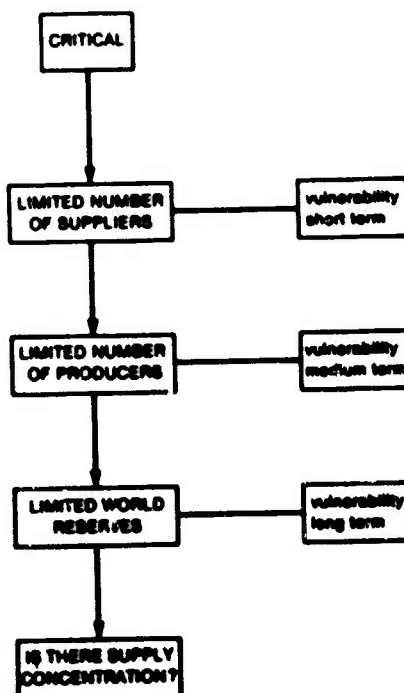 CRITICAL
LIMITED NUMBER
OF SUPPLIERS
vulnerability
short term
LIMITED NUMBER
OF PRODUCERS
vulnerability
medium term
LIMITED WORLD
RESERVES
vulnerability
long term
IS THERE SUPPLY
CONCENTRATION?